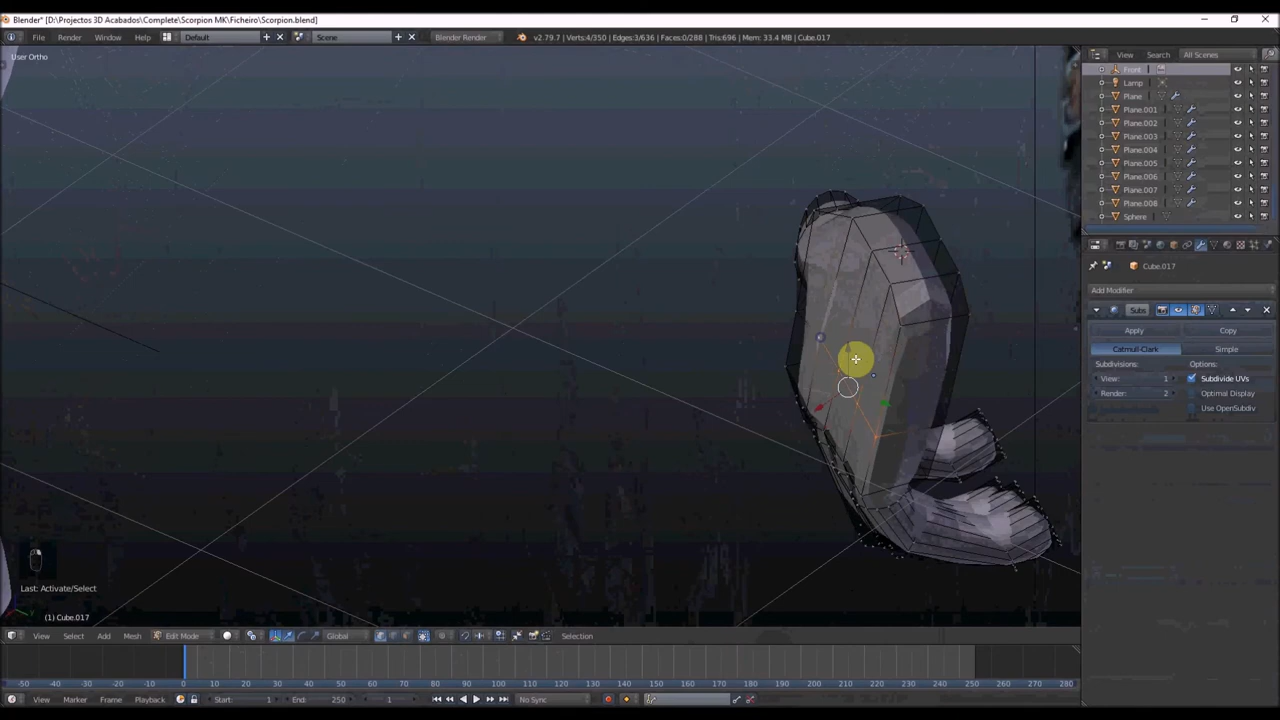 Blender* [D:\Projectos 3D Acabados\Complete\Scorpion MK\Ficheiro\Scorpion.blend]
File Render Window Help Default Scene Blender Render v2.79.7 | Verts:4/350 | Edges:3/636 | Faces:0/288 | Tris:696 | Mem: 33.4 MB | Cube.017
User Ortho
View Search All Scenes
Front
Lamp
Plane
Plane.001
Plane.002
Plane.003
Plane.004
Plane.005
Plane.006
Plane.007
Plane.008
Sphere
Cube.017
Add Modifier
Subs
Apply Copy
Catmull-Clark Simple
Subdivisions: Options:
View: 1 Subdivide UVs
Render: 2 Optimal Display
Use OpenSubdiv
Last: Activate/Select
(1) Cube.017
View Select Add Mesh Edit Mode Global Selection
-50 -40 -30 -20 -10 0 10 20 30 40 50 60 70 80 90 100 110 120 130 140 150 160 170 180 190 200 210 220 230 240 250 260 270 280
View Marker Frame Playback Start: 1 End: 250 1 No Sync